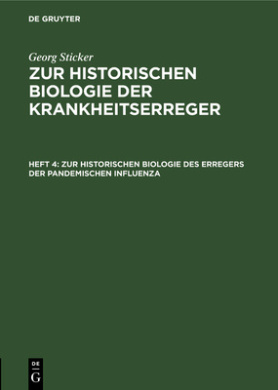 DE GRUYTER
Georg Sticker
ZUR HISTORISCHEN
BIOLOGIE DER
KRANKHEITSERREGER
HEFT 4: ZUR HISTORISCHEN BIOLOGIE DES ERREGERS
DER PANDEMISCHEN INFLUENZA
DE
G